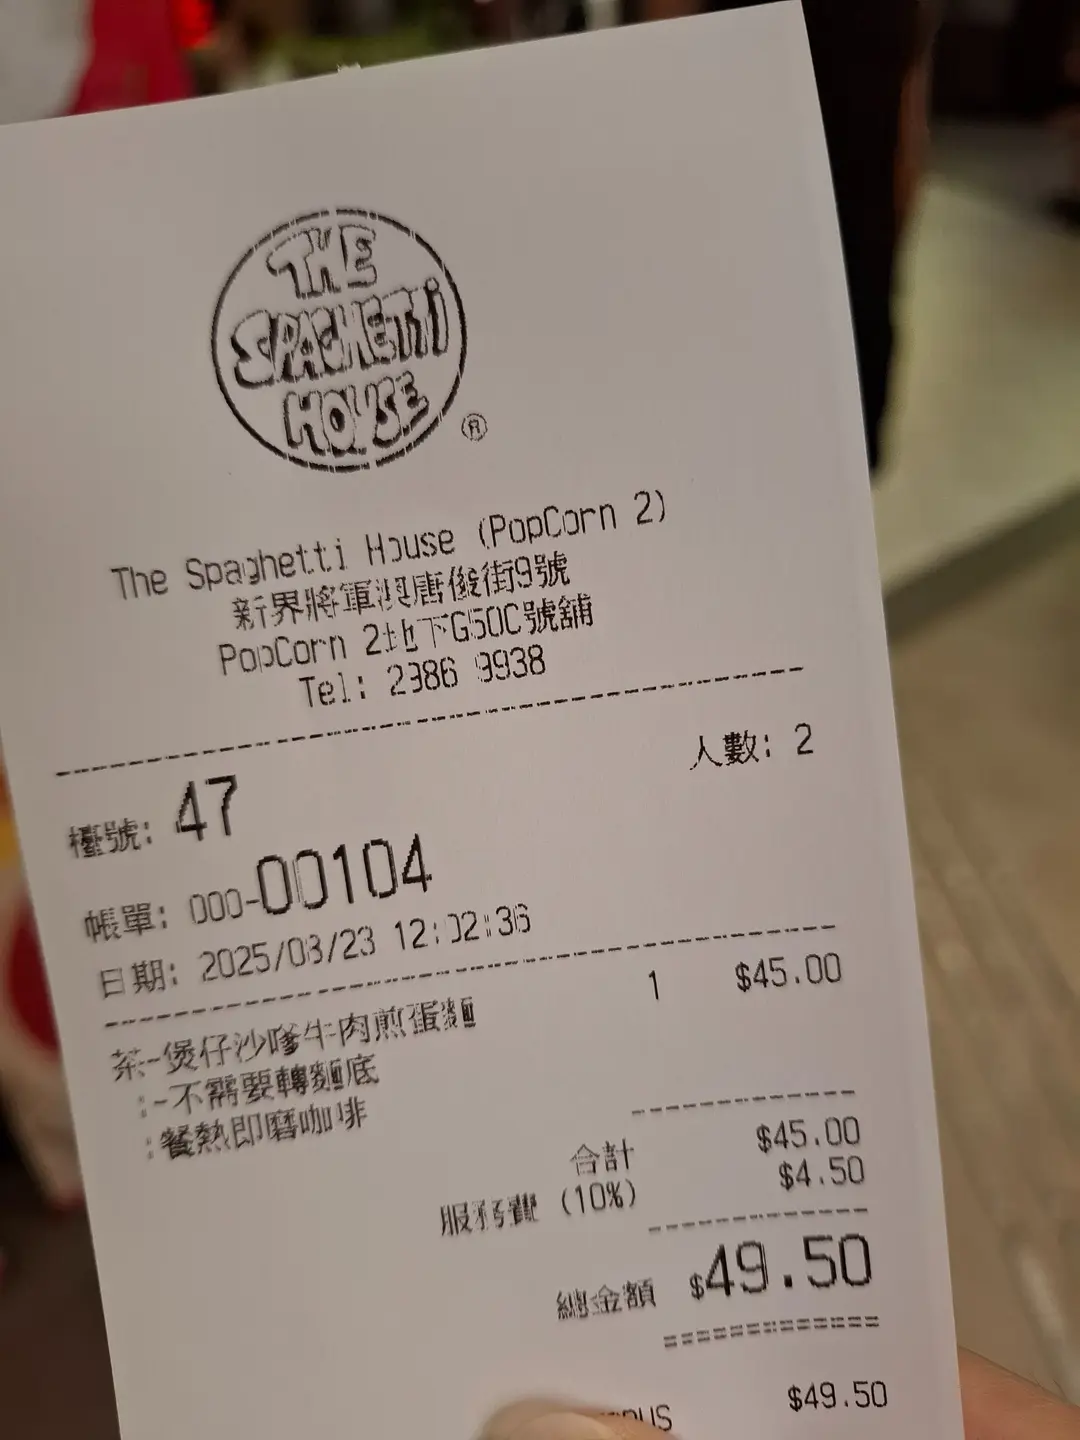 THE
SPAGHETTI
HOUSE
®
The Spaghetti House (PopCorn 2)
新界將軍澳唐俊街9號
PopCorn 2地下G50C號舖
Tel: 2386 9938
人數: 2
檯號: 47
帳單: 000-00104
日期: 2025/03/23 12:02:36
茶-煲仔沙嗲牛肉煎蛋麵 1 $45.00
:-不需要轉麵底
:餐熱即磨咖啡
合計 $45.00
服務費 (10%) $4.50
總金額 $49.50
============
$49.50